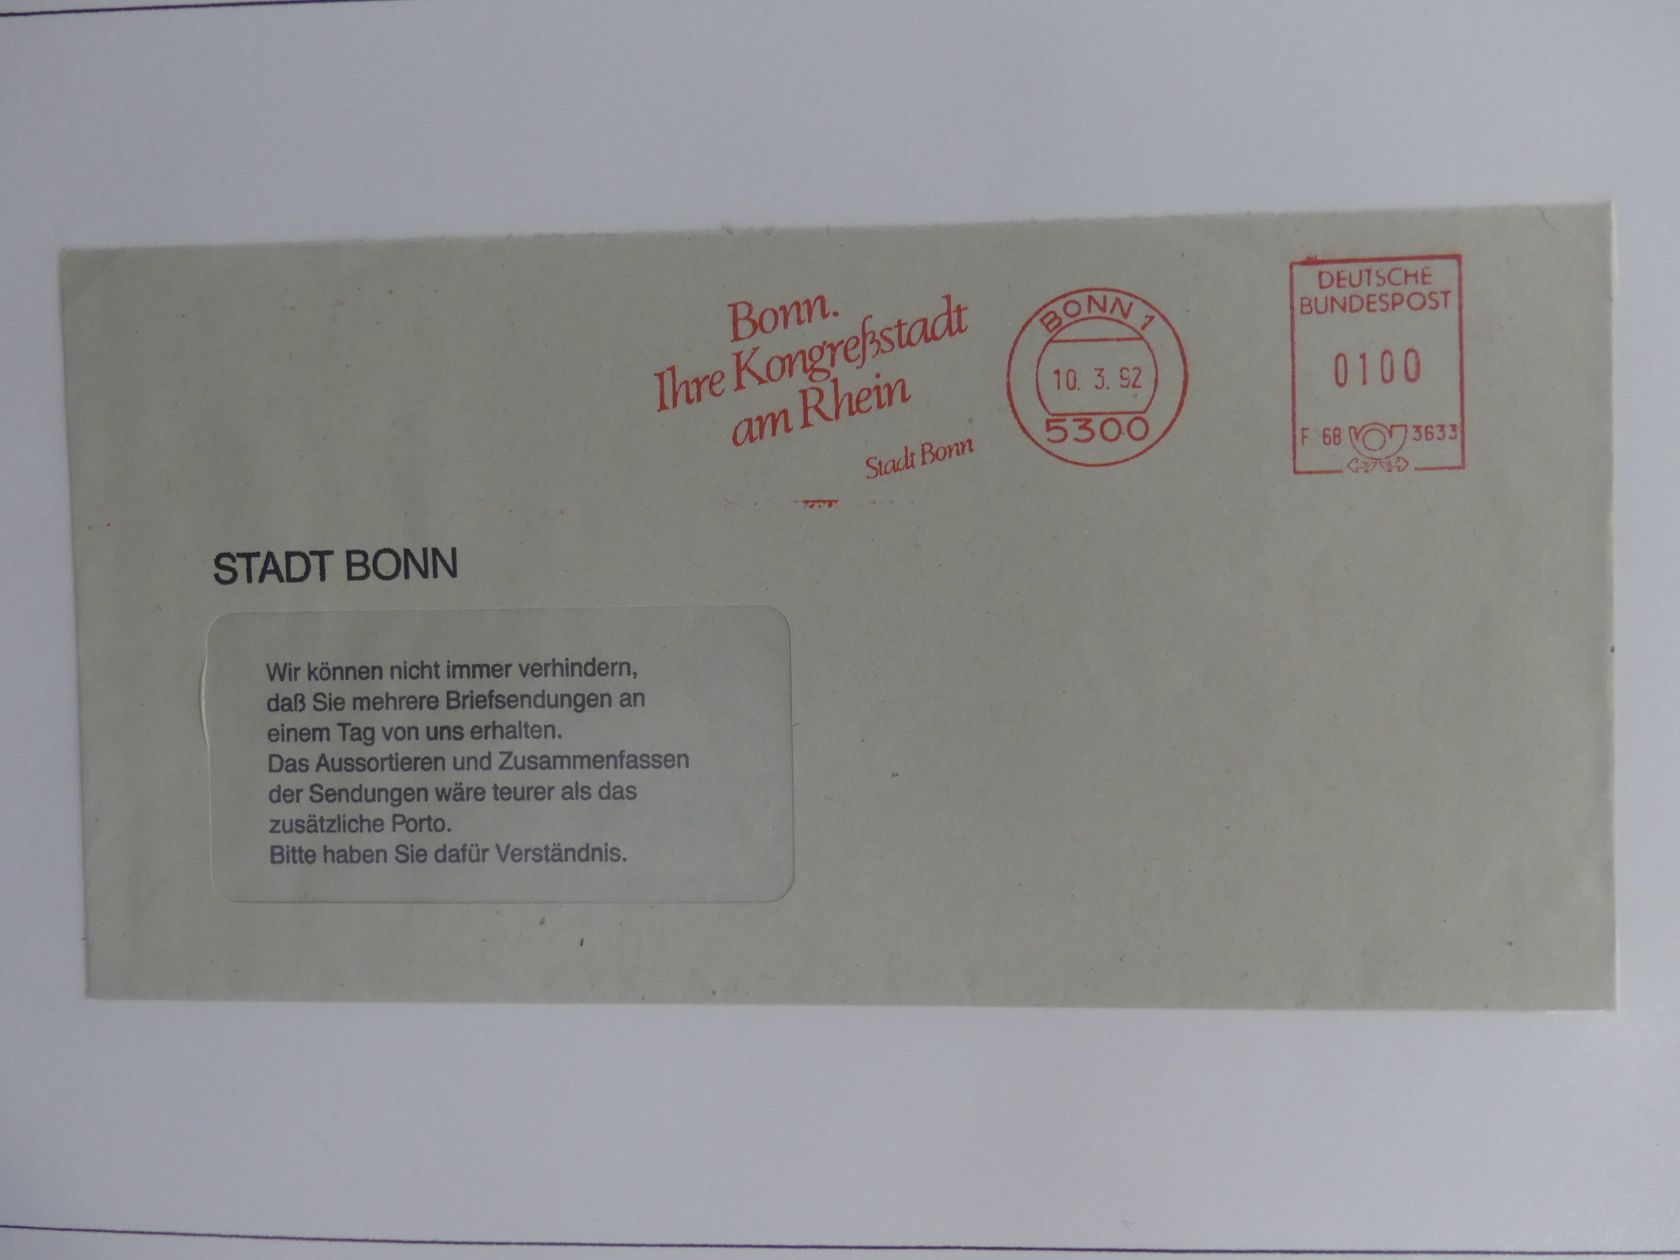 Bonn.
Ihre Kongreßstadt
am Rhein
Stadt Bonn
BONN 1
10. 3. 92
5300
DEUTSCHE
BUNDESPOST
0100
F 68 3633
STADT BONN
Wir können nicht immer verhindern,
daß Sie mehrere Briefsendungen an
einem Tag von uns erhalten.
Das Aussortieren und Zusammenfassen
der Sendungen wäre teurer als das
zusätzliche Porto.
Bitte haben Sie dafür Verständnis.